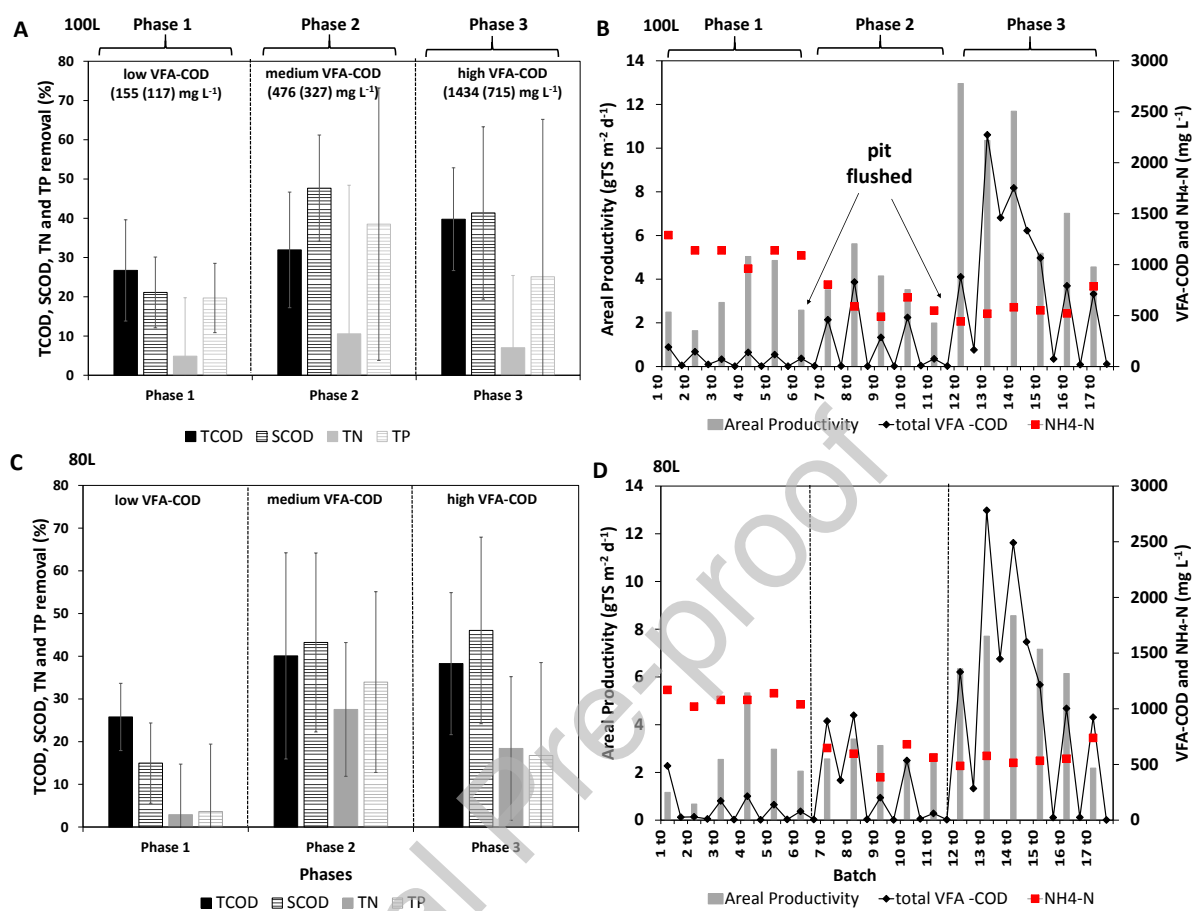 A
100L
Phase 1
Phase 2
Phase 3
low VFA-COD
(155 (117) mg L-1)
medium VFA-COD
(476 (327) mg L-1)
high VFA-COD
(1434 (715) mg L-1)
TCOD, SCOD, TN and TP removal (%)
80
70
60
50
40
30
20
10
0
Phase 1
Phase 2
Phase 3
TCOD
SCOD
TN
TP
B
100L
Phase 1
Phase 2
Phase 3
pit
flushed
Areal Productivity (gTS m-2 d-1)
14
12
10
8
6
4
2
0
VFA-COD and NH4-N (mg L-1)
3000
2500
2000
1500
1000
500
0
1 t0
2 t0
3 t0
4 t0
5 t0
6 t0
7 t0
8 t0
9 t0
10 t0
11 t0
12 t0
13 t0
14 t0
15 t0
16 t0
17 t0
Areal Productivity
total VFA -COD
NH4-N
C
80L
low VFA-COD
medium VFA-COD
high VFA-COD
TCOD, SCOD, TN and TP removal (%)
80
70
60
50
40
30
20
10
0
Phase 1
Phase 2
Phase 3
Phases
TCOD
SCOD
TN
TP
D
80L
Areal Productivity (gTS m-2 d-1)
14
12
10
8
6
4
2
0
VFA-COD and NH4-N (mg L-1)
3000
2500
2000
1500
1000
500
0
1 t0
2 t0
3 t0
4 t0
5 t0
6 t0
7 t0
8 t0
9 t0
10 t0
11 t0
12 t0
13 t0
14 t0
15 t0
16 t0
17 t0
Batch
Areal Productivity
total VFA-COD
NH4-N
al Pre-proof